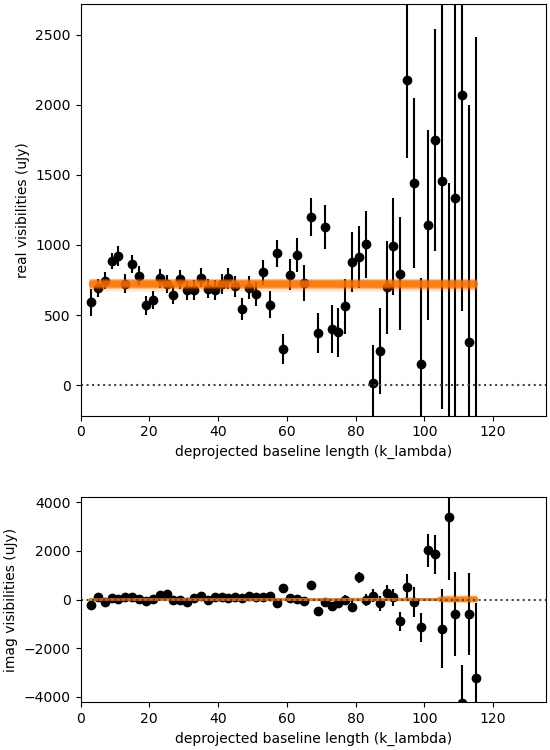 2500
2000
1500
1000
500
0
real visibilities (uJy)
0 20 40 60 80 100 120
deprojected baseline length (k_lambda)
4000
2000
0
−2000
−4000
imag visibilities (uJy)
0 20 40 60 80 100 120
deprojected baseline length (k_lambda)